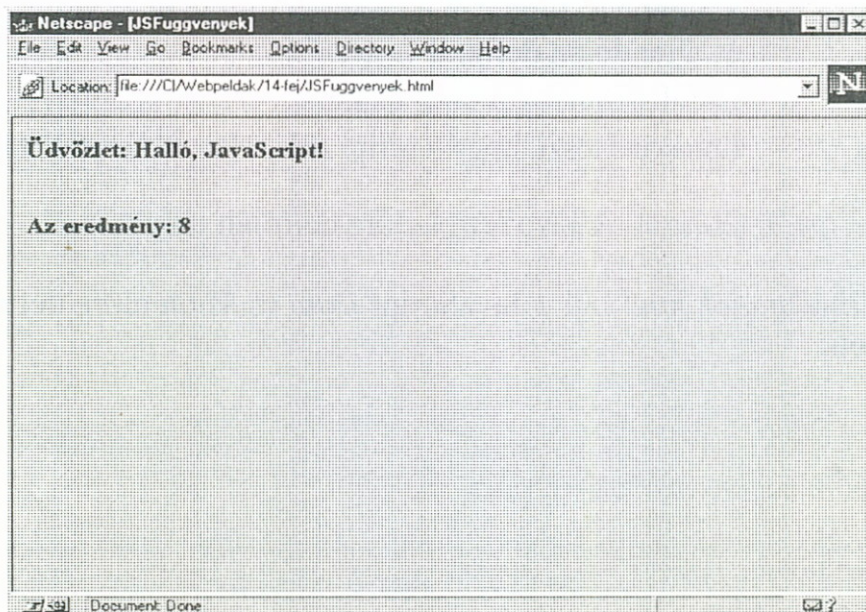 Netscape - [JSFuggvenyek]
File Edit View Go Bookmarks Options Directory Window Help
Location: file:///C|/Webpeldak/14-fej/JSFuggvenyek.html
N
Üdvözlet: Halló, JavaScript!
Az eredmény: 8
Document: Done
?